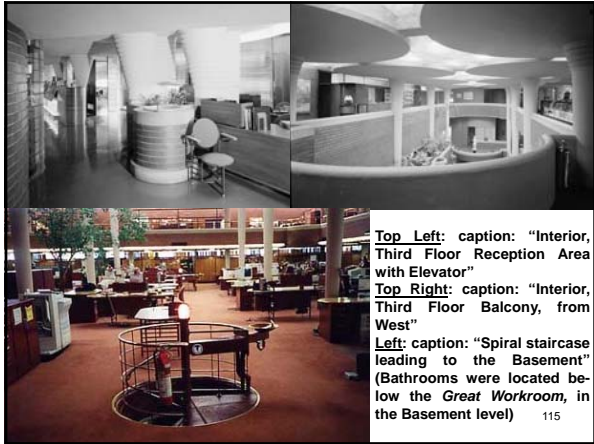 Top Left: caption: “Interior,
Third Floor Reception Area
with Elevator”
Top Right: caption: “Interior,
Third Floor Balcony, from
West”
Left: caption: “Spiral staircase
leading to the Basement”
(Bathrooms were located be-
low the Great Workroom, in
the Basement level)
115